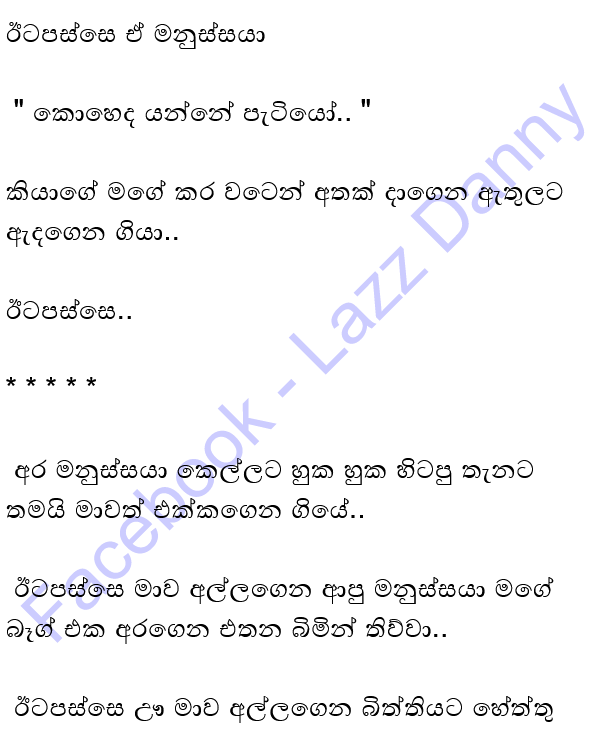 ඊටපස්සෙ ඒ මනුස්සයා
" කොහෙද යන්නේ පැටියෝ.. "
කියාගේ මගේ කර වටෙන් අතක් දාගෙන ඇතුලට
ඇදගෙන ගියා..
ඊටපස්සෙ..
* * * * *
අර මනුස්සයා කෙල්ලට හුක හුක හිටපු තැනට
තමයි මාවත් එක්කගෙන ගියේ..
ඊටපස්සෙ මාව අල්ලගෙන ආපු මනුස්සයා මගේ
බෑග් එක අරගෙන එතන බිමින් තිව්වා..
ඊටපස්සෙ ඌ මාව අල්ලගෙන බිත්තියට හේත්තු
Facebook - Lazz Danny